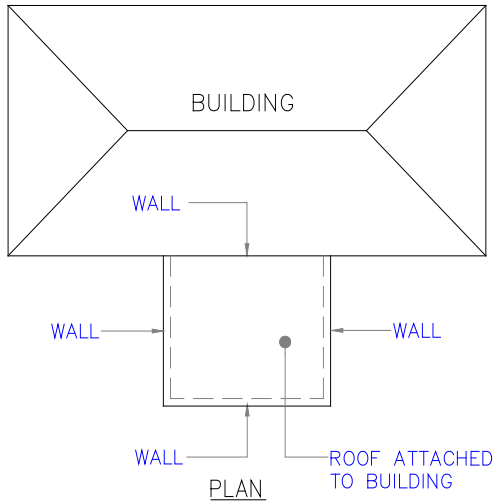 BUILDING
WALL
WALL
WALL
WALL
ROOF ATTACHED
TO BUILDING
PLAN